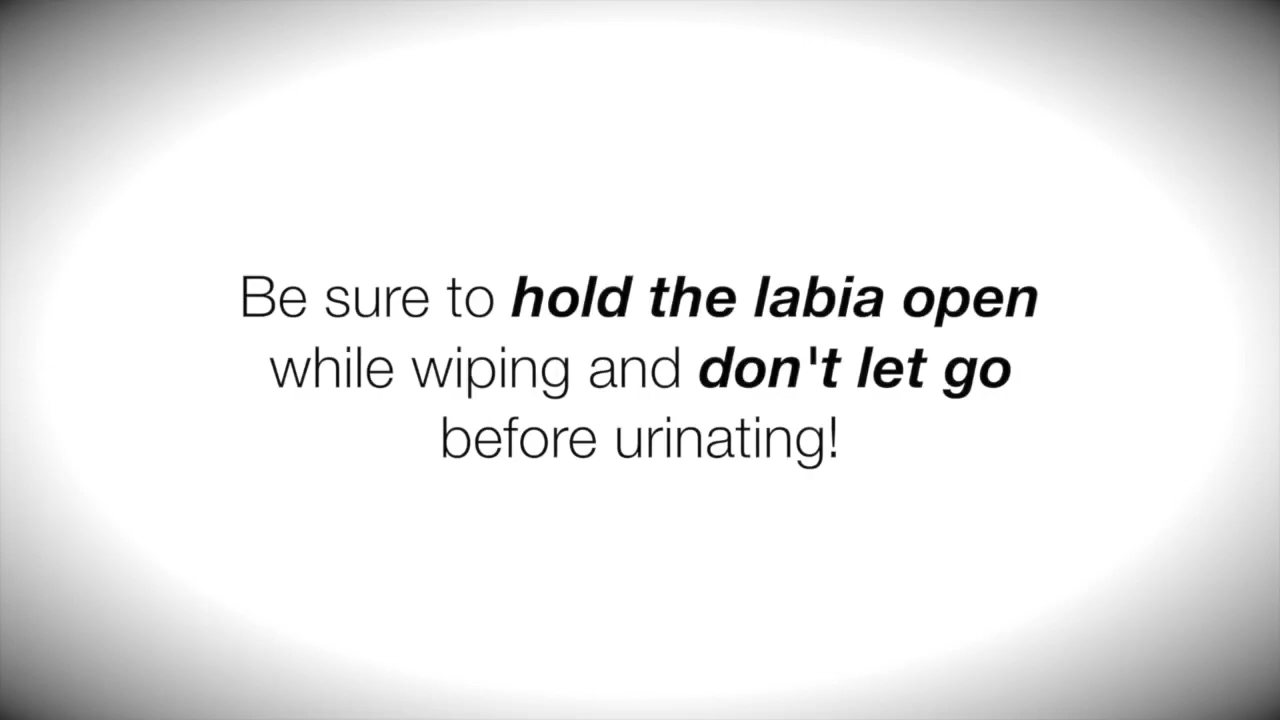 Be sure to hold the labia open
while wiping and don't let go
before urinating!